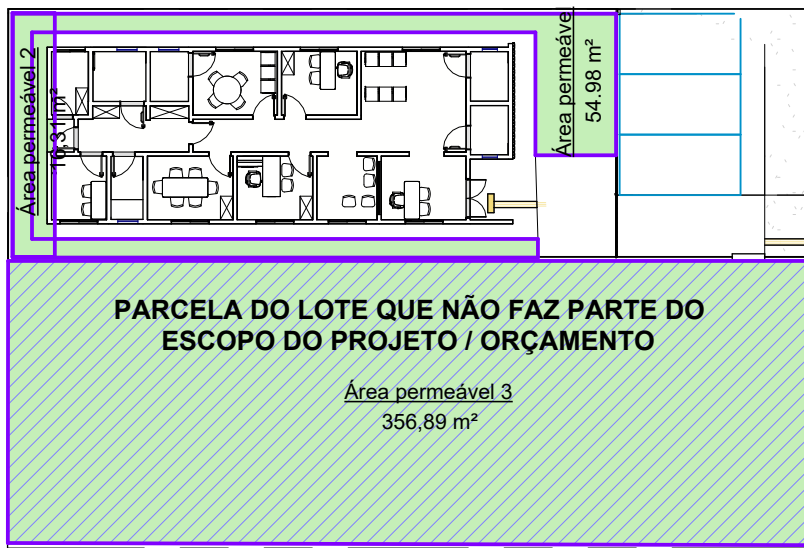 Área permeável 2
16,31 m²
Área permeável
54.98 m²
PARCELA DO LOTE QUE NÃO FAZ PARTE DO
ESCOPO DO PROJETO / ORÇAMENTO
Área permeável 3
356,89 m²